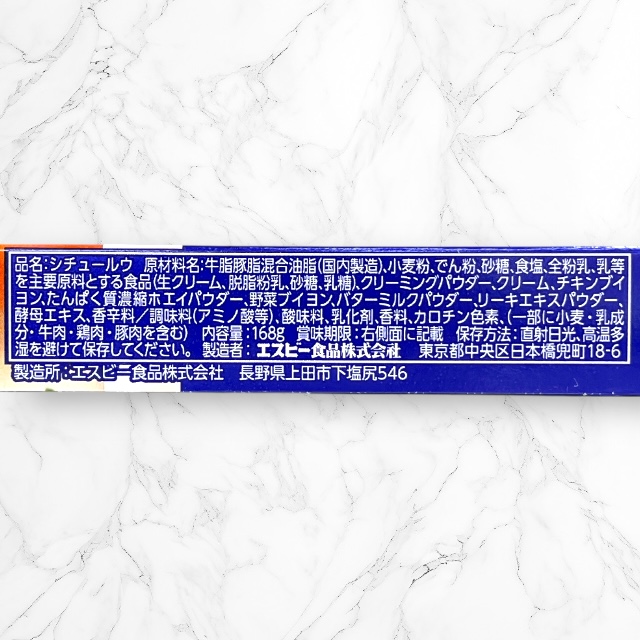 品名:シチュールウ　原材料名:牛脂豚脂混合油脂(国内製造)、小麦粉、でん粉、砂糖、食塩、全粉乳、乳等
を主要原料とする食品(生クリーム、脱脂粉乳、砂糖、乳糖)、クリーミングパウダー、クリーム、チキンブイ
ヨン、たんぱく質濃縮ホエイパウダー、野菜ブイヨン、バターミルクパウダー、リーキエキスパウダー、
酵母エキス、香辛料／調味料(アミノ酸等)、酸味料、乳化剤、香料、カロチン色素、(一部に小麦・乳成
分・牛肉・鶏肉・豚肉を含む)　内容量:168g　賞味期限:右側面に記載　保存方法:直射日光、高温多
湿を避けて保存してください。製造者:エスビー食品株式会社　東京都中央区日本橋兜町18-6
製造所:エスビー食品株式会社　長野県上田市下塩尻546